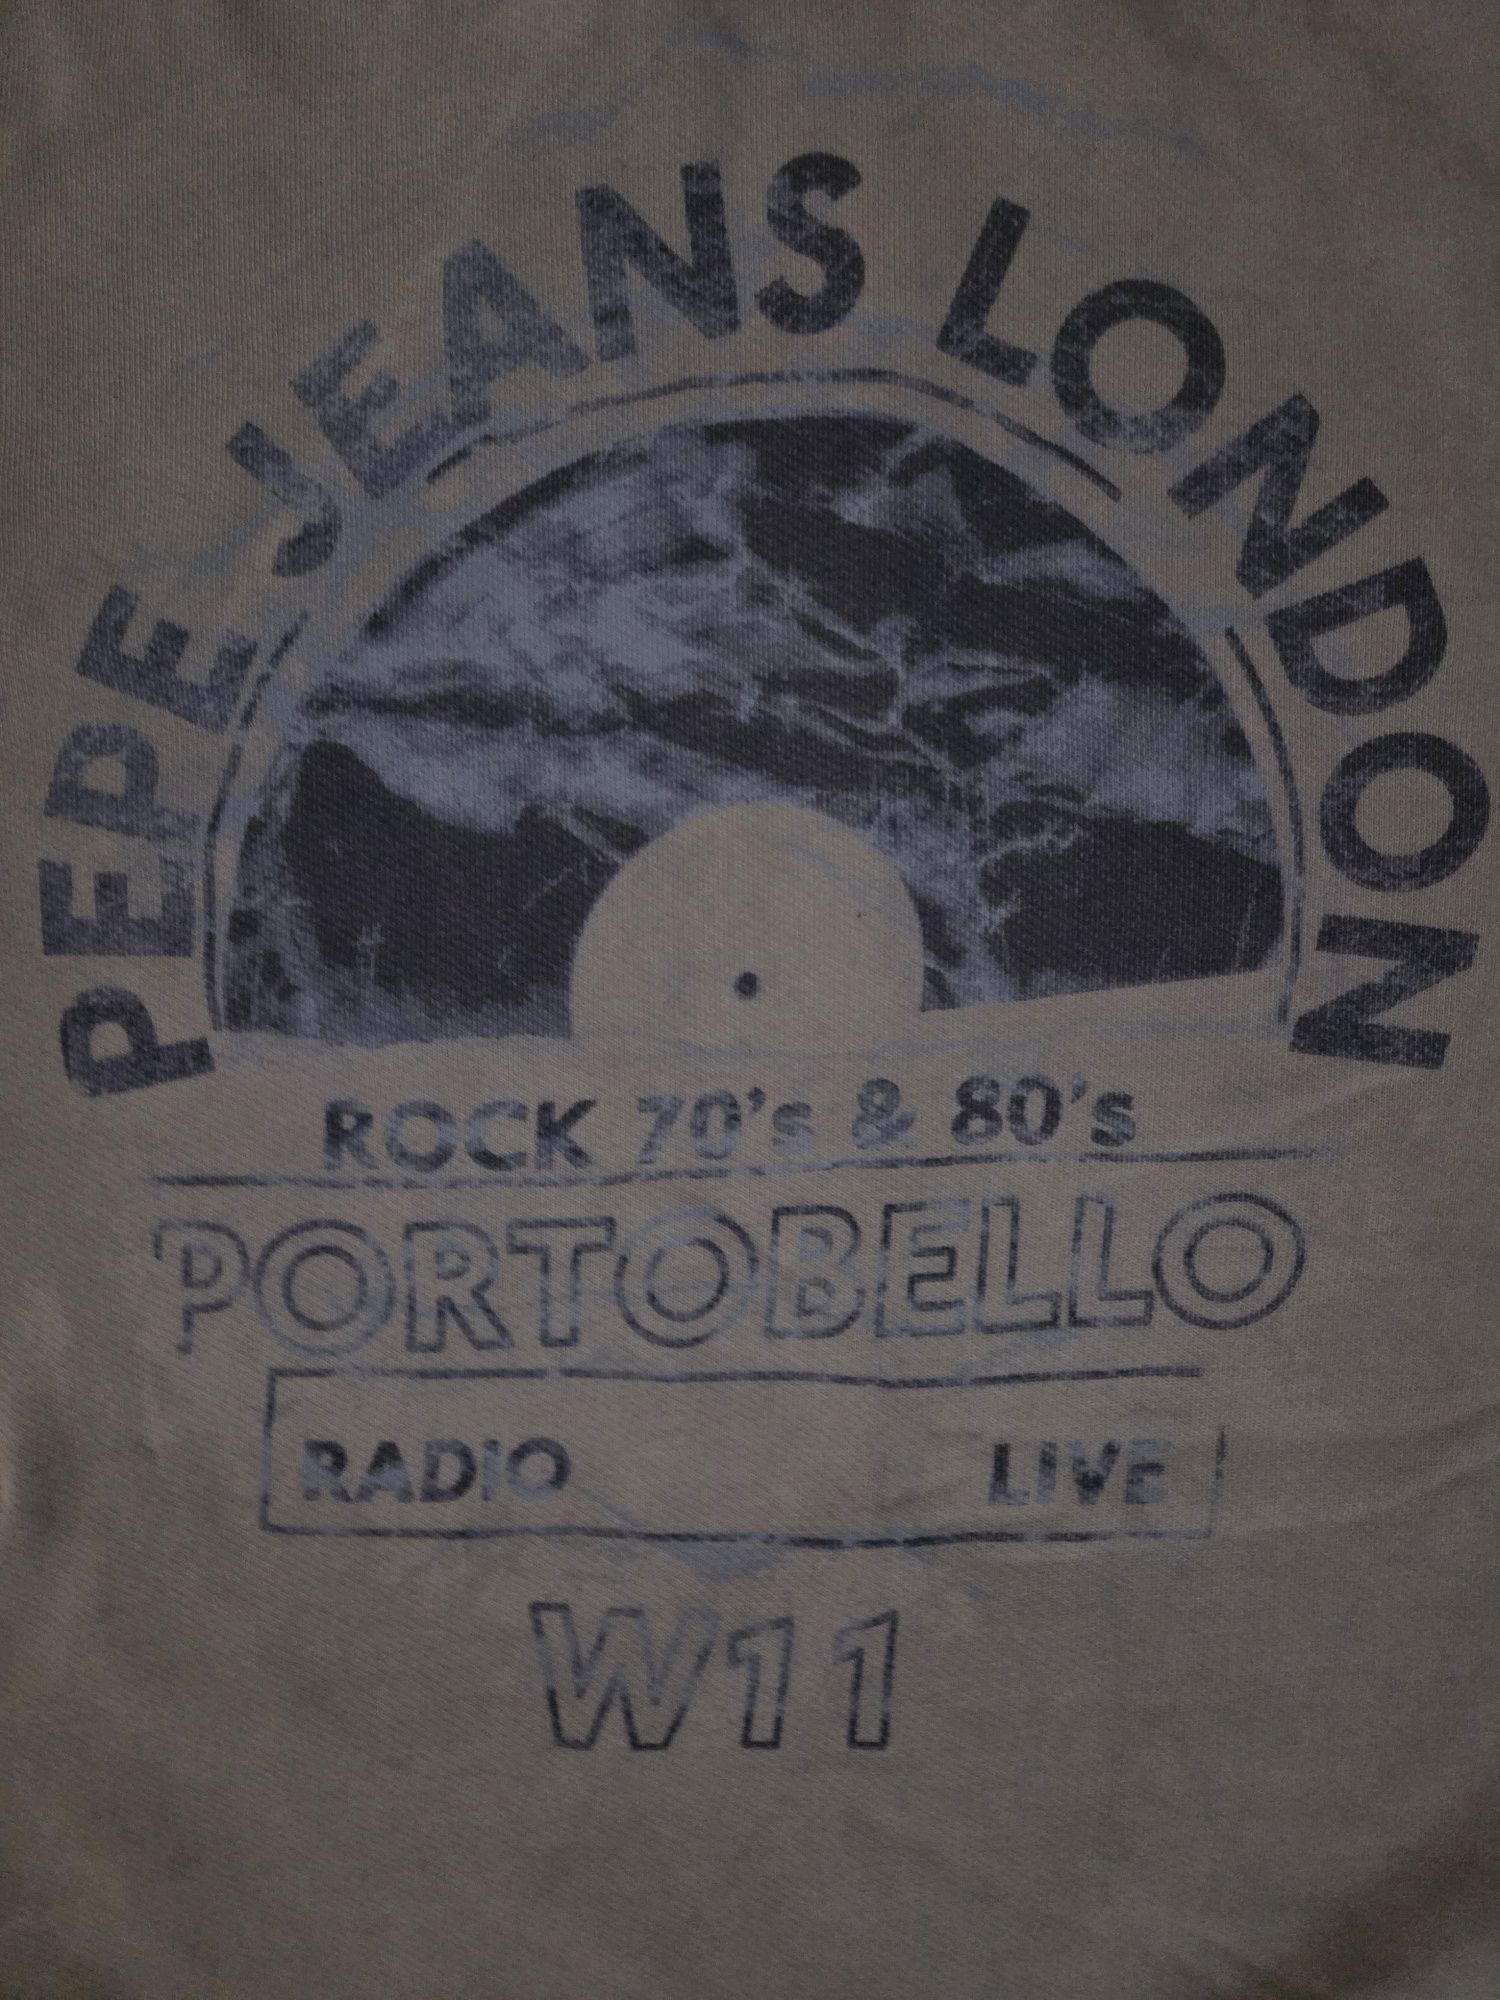 PEPE JEANS LONDON
ROCK 70's & 80's
PORTOBELLO
RADIO LIVE
W11